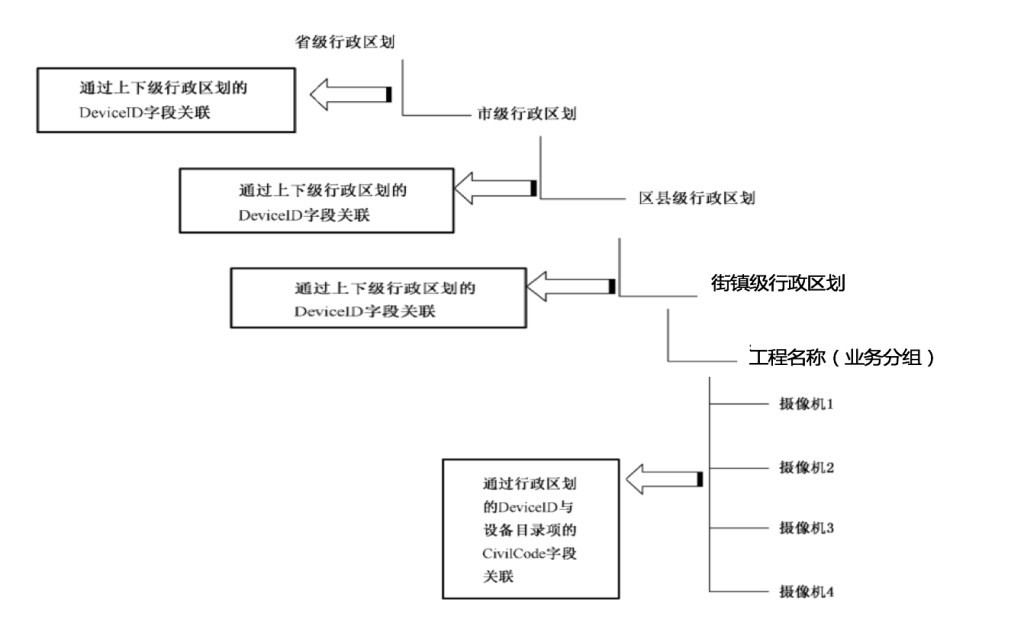 省级行政区划
通过上下级行政区划的
DeviceID字段关联
市级行政区划
通过上下级行政区划的
DeviceID字段关联
区县级行政区划
街镇级行政区划
通过上下级行政区划的
DeviceID字段关联
工程名称（业务分组）
摄像机1
摄像机2
通过行政区划
的DeviceID与
设备目录项的
CivilCode字段
关联
摄像机3
摄像机4